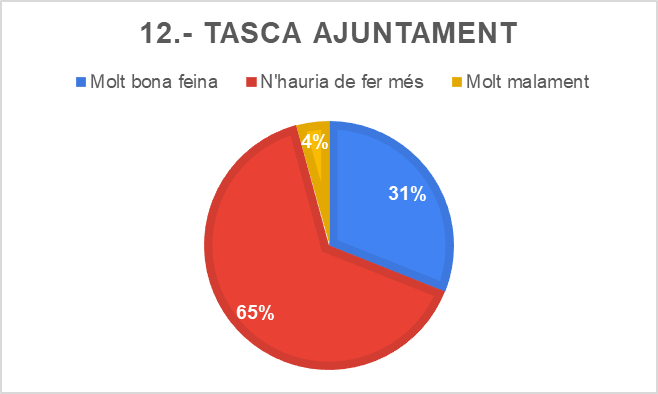 12.- TASCA AJUNTAMENT
Molt bona feina N'hauria de fer més Molt malament
4%
31%
65%